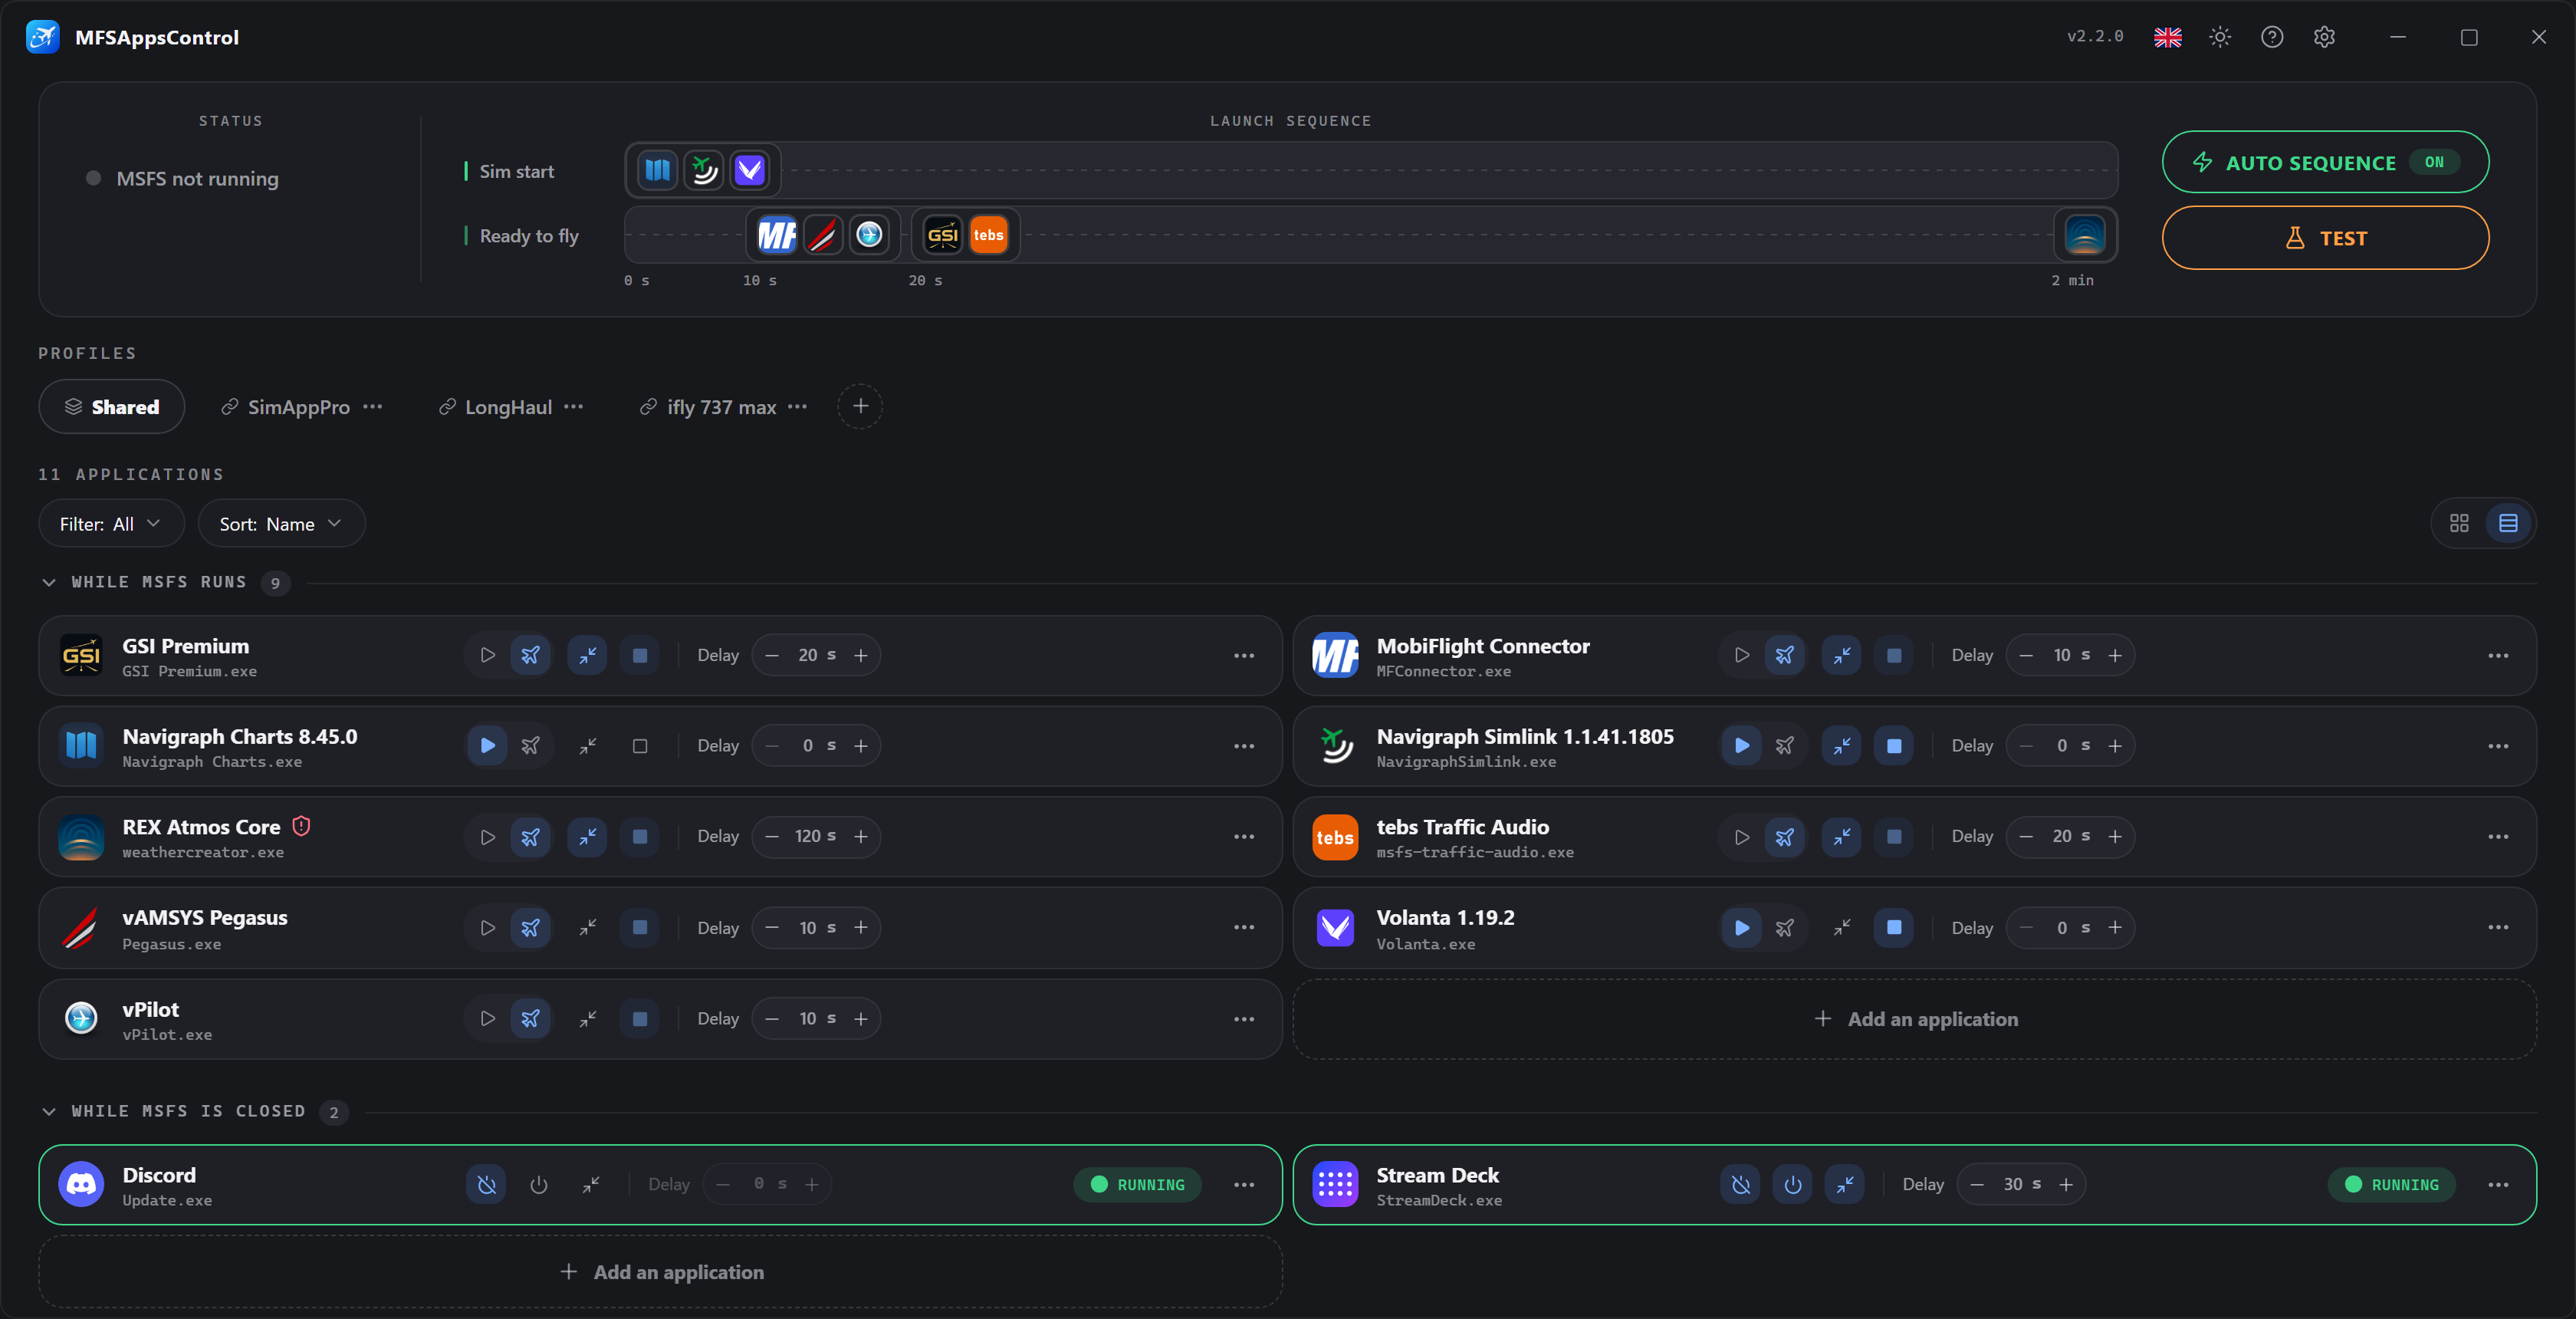 MFSAppsControl
v2.2.0
STATUS
MSFS not running
LAUNCH SEQUENCE
Sim start
Ready to fly
MF
GSI
tebs
0 s
10 s
20 s
2 min
AUTO SEQUENCE ON
TEST
PROFILES
Shared
SimAppPro
LongHaul
ifly 737 max
11 APPLICATIONS
Filter: All
Sort: Name
WHILE MSFS RUNS 9
GSI
GSI Premium
GSI Premium.exe
Delay
20 s
MF
MobiFlight Connector
MFConnector.exe
Delay
10 s
Navigraph Charts 8.45.0
Navigraph Charts.exe
Delay
0 s
Navigraph Simlink 1.1.41.1805
NavigraphSimlink.exe
Delay
0 s
REX Atmos Core
weathercreator.exe
Delay
120 s
tebs
tebs Traffic Audio
msfs-traffic-audio.exe
Delay
20 s
vAMSYS Pegasus
Pegasus.exe
Delay
10 s
Volanta 1.19.2
Volanta.exe
Delay
0 s
vPilot
vPilot.exe
Delay
10 s
Add an application
WHILE MSFS IS CLOSED 2
Discord
Update.exe
Delay
0 s
RUNNING
Stream Deck
StreamDeck.exe
Delay
30 s
RUNNING
Add an application